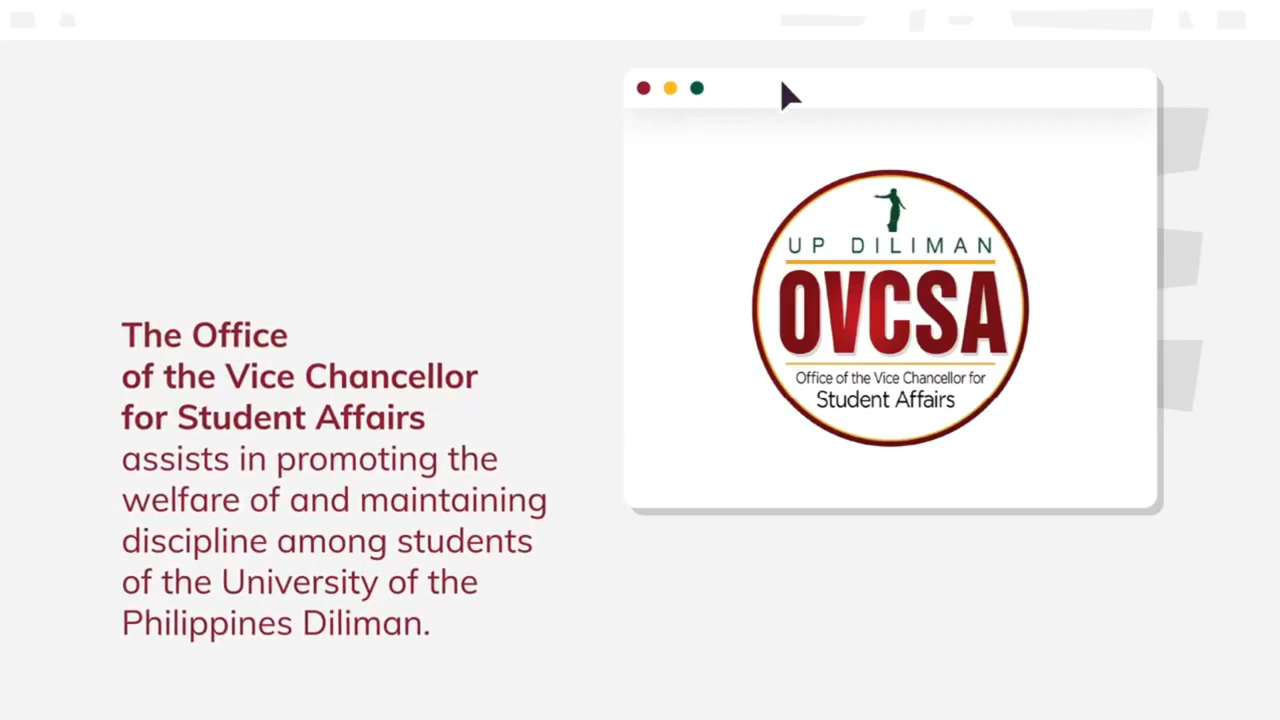 The Office
of the Vice Chancellor
for Student Affairs
assists in promoting the
welfare of and maintaining
discipline among students
of the University of the
Philippines Diliman.
UP DILIMAN
OVCSA
Office of the Vice Chancellor for
Student Affairs